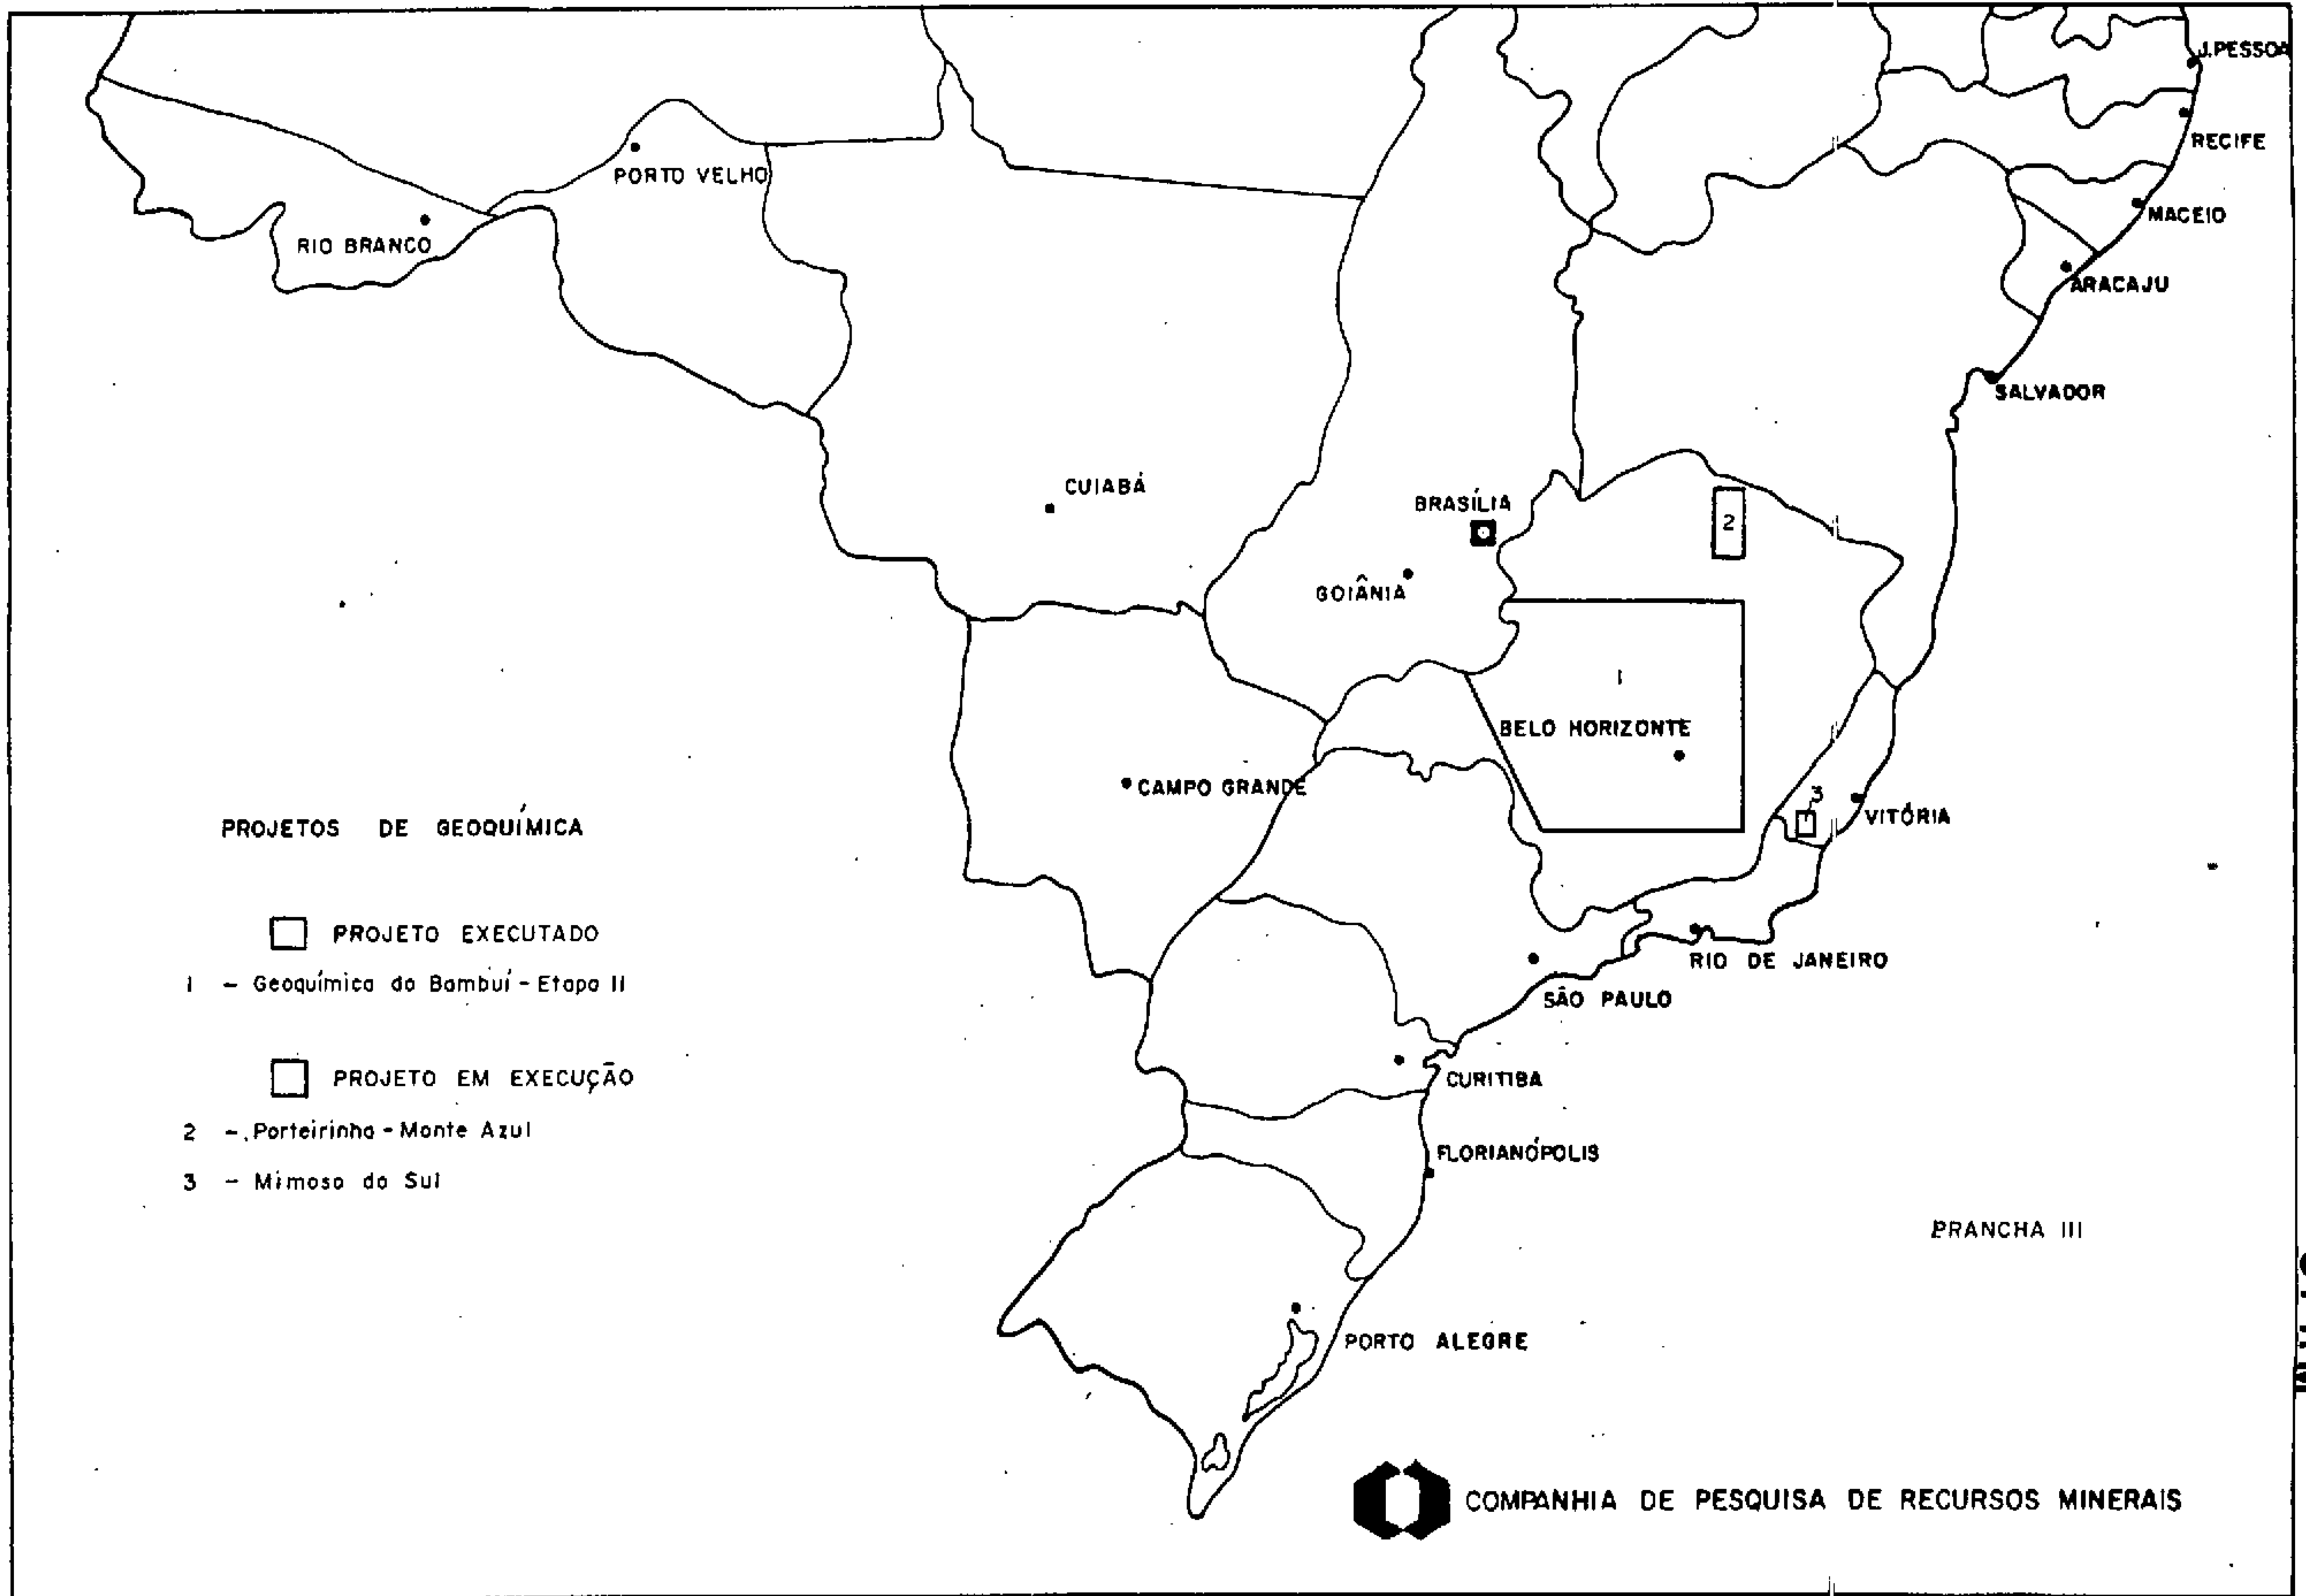 J.PESSOA
RECIFE
PORTO VELHO
MACEIO
RIO BRANCO
ARACAJU
SALVADOR
CUIABÁ
BRASÍLIA
2
GOIÂNIA
1
BELO HORIZONTE
CAMPO GRANDE
3
VITÓRIA
PROJETOS DE GEOQUÍMICA
PROJETO EXECUTADO
1 - Geoquímica do Bambuí - Etapa II
RIO DE JANEIRO
SÃO PAULO
PROJETO EM EXECUÇÃO
CURITIBA
2 - Porteirinha - Monte Azul
FLORIANÓPOLIS
3 - Mimoso do Sul
PRANCHA III
PORTO ALEGRE
COMPANHIA DE PESQUISA DE RECURSOS MINERAIS